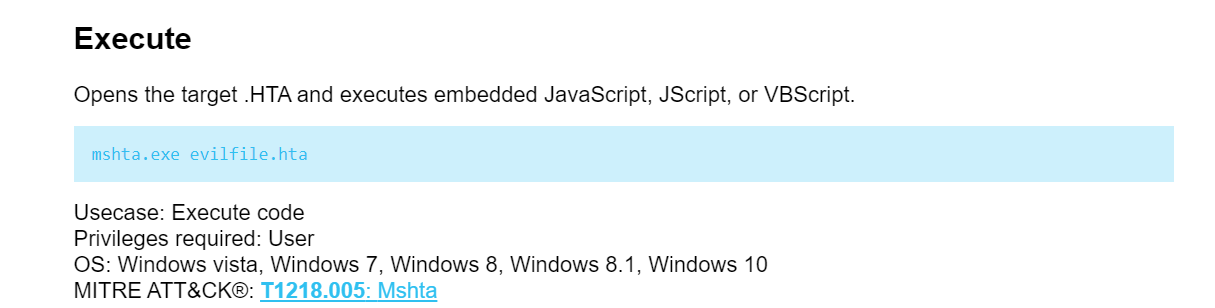 Execute
Opens the target .HTA and executes embedded JavaScript, JScript, or VBScript.
mshta.exe evilfile.hta
Usecase: Execute code
Privileges required: User
OS: Windows vista, Windows 7, Windows 8, Windows 8.1, Windows 10
MITRE ATT&CK®: T1218.005: Mshta